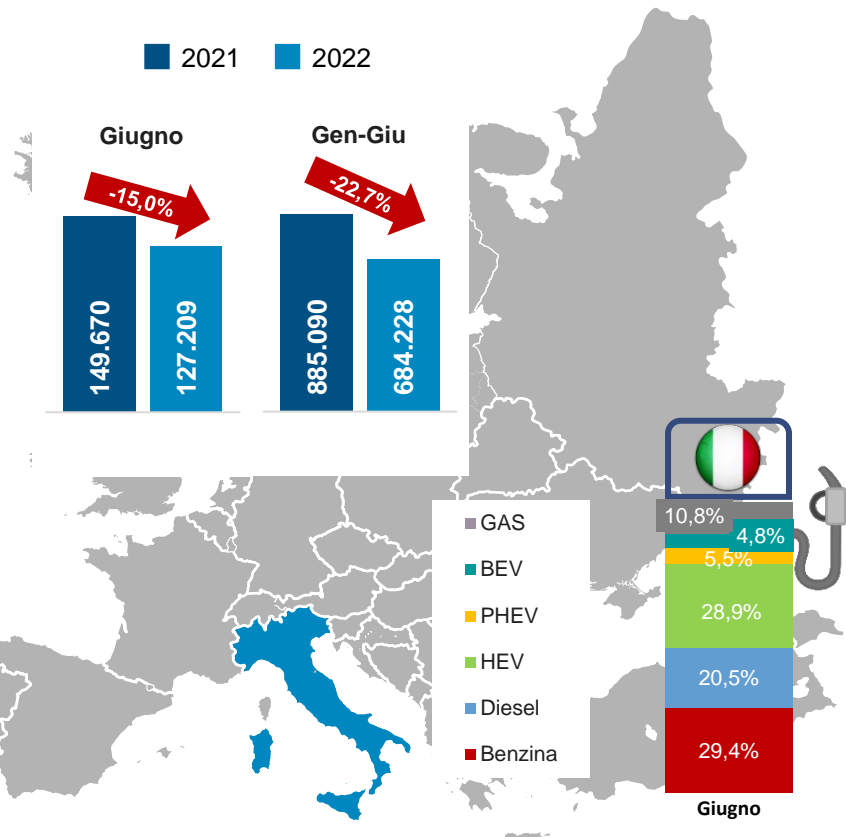 2021 2022
Giugno
Gen-Giu
-15,0%
-22,7%
149.670
127.209
885.090
684.228
GAS
BEV
PHEV
HEV
Diesel
Benzina
10,8%
4,8%
5,5%
28,9%
20,5%
29,4%
Giugno